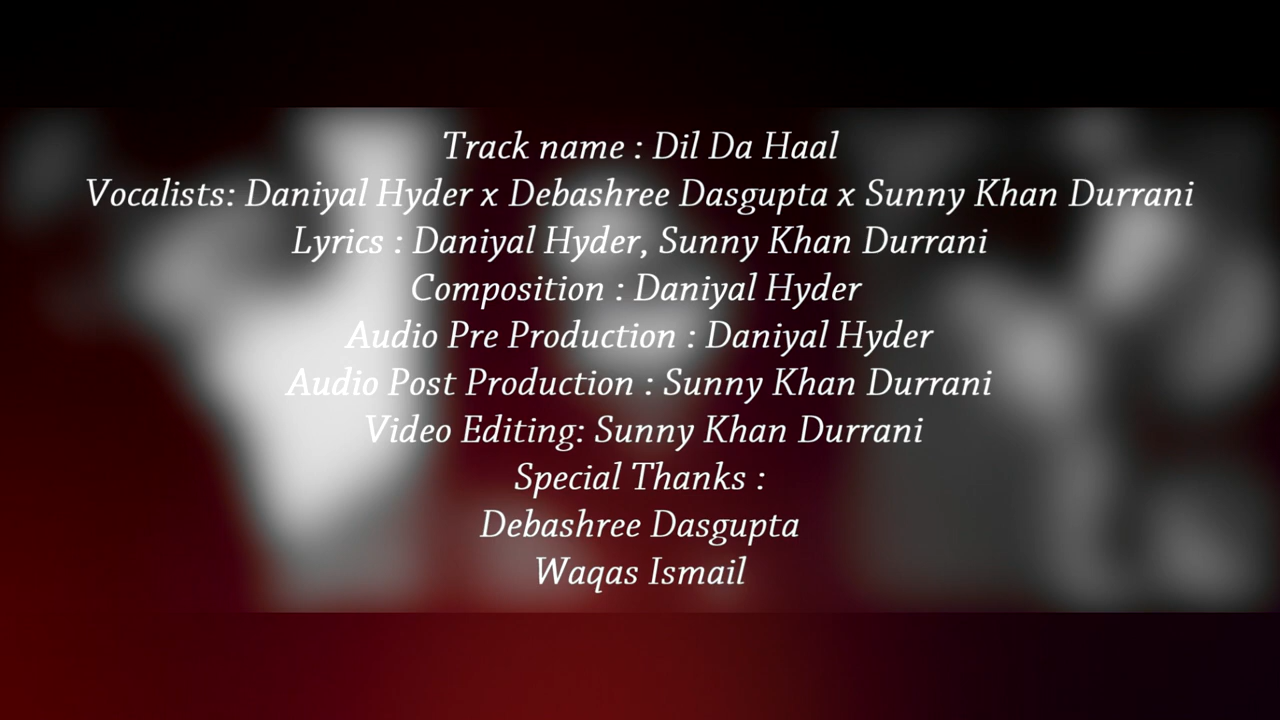 Track name : Dil Da Haal
Vocalists: Daniyal Hyder x Debashree Dasgupta x Sunny Khan Durrani
Lyrics : Daniyal Hyder, Sunny Khan Durrani
Composition : Daniyal Hyder
Audio Pre Production : Daniyal Hyder
Audio Post Production : Sunny Khan Durrani
Video Editing: Sunny Khan Durrani
Special Thanks :
Debashree Dasgupta
Waqas Ismail